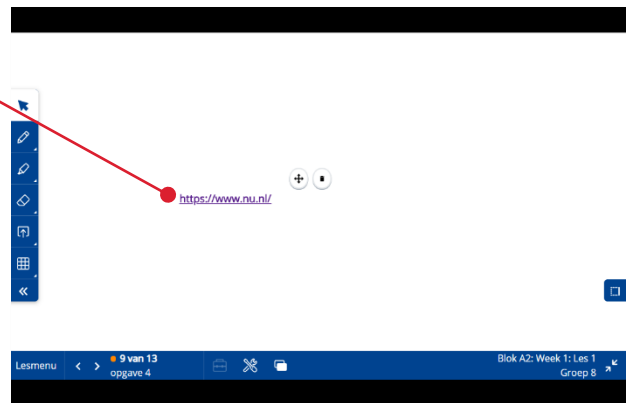 https://www.nu.nl/
Lesmenu
9 van 13
opgave 4
Blok A2: Week 1: Les 1
Groep 8